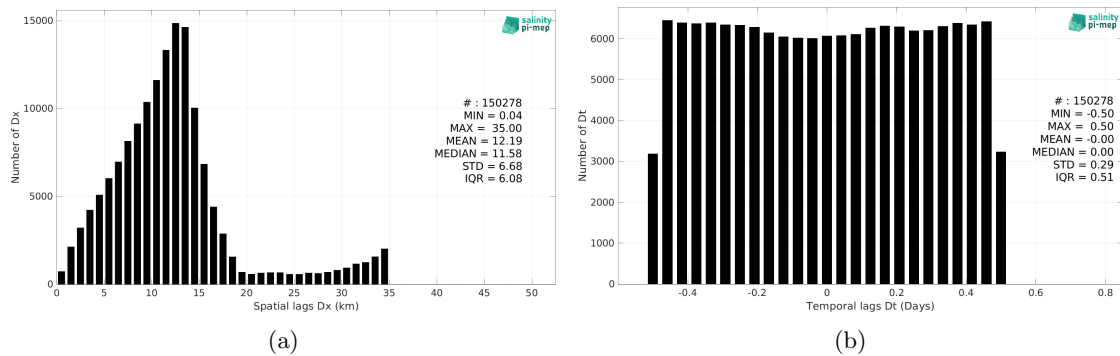 15000
10000
5000
0
Number of Dx
0 5 10 15 20 25 30 35 40 45 50
Spatial lags Dx (km)
salinity
pi-mep
# : 150278
MIN = 0.04
MAX = 35.00
MEAN = 12.19
MEDIAN = 11.58
STD = 6.68
IQR = 6.08
(a)
6000
5000
4000
3000
2000
1000
0
Number of Dt
-0.4 -0.2 0 0.2 0.4 0.6 0.8
Temporal lags Dt (Days)
salinity
pi-mep
# : 150278
MIN = -0.50
MAX = 0.50
MEAN = -0.00
MEDIAN = 0.00
STD = 0.29
IQR = 0.51
(b)